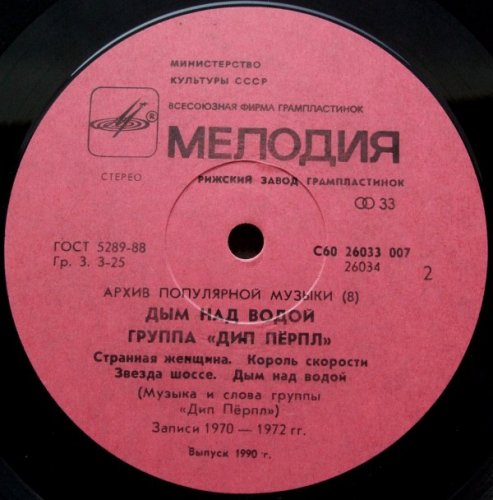 МИНИСТЕРСТВО
КУЛЬТУРЫ СССР
ВСЕСОЮЗНАЯ ФИРМА ГРАМПЛАСТИНОК
®
МЕЛОДИЯ
СТЕРЕО
РИЖСКИЙ ЗАВОД ГРАМПЛАСТИНОК
33
ГОСТ 5289-88
Гр. 3. 3-25
С60 26033 007
26034
2
АРХИВ ПОПУЛЯРНОЙ МУЗЫКИ (8)
ДЫМ НАД ВОДОЙ
ГРУППА «ДИП ПЁРПЛ»
Странная женщина. Король скорости
Звезда шоссе. Дым над водой
(Музыка и слова группы
«Дип Пёрпл»)
Записи 1970 — 1972 гг.
Выпуск 1990 г.